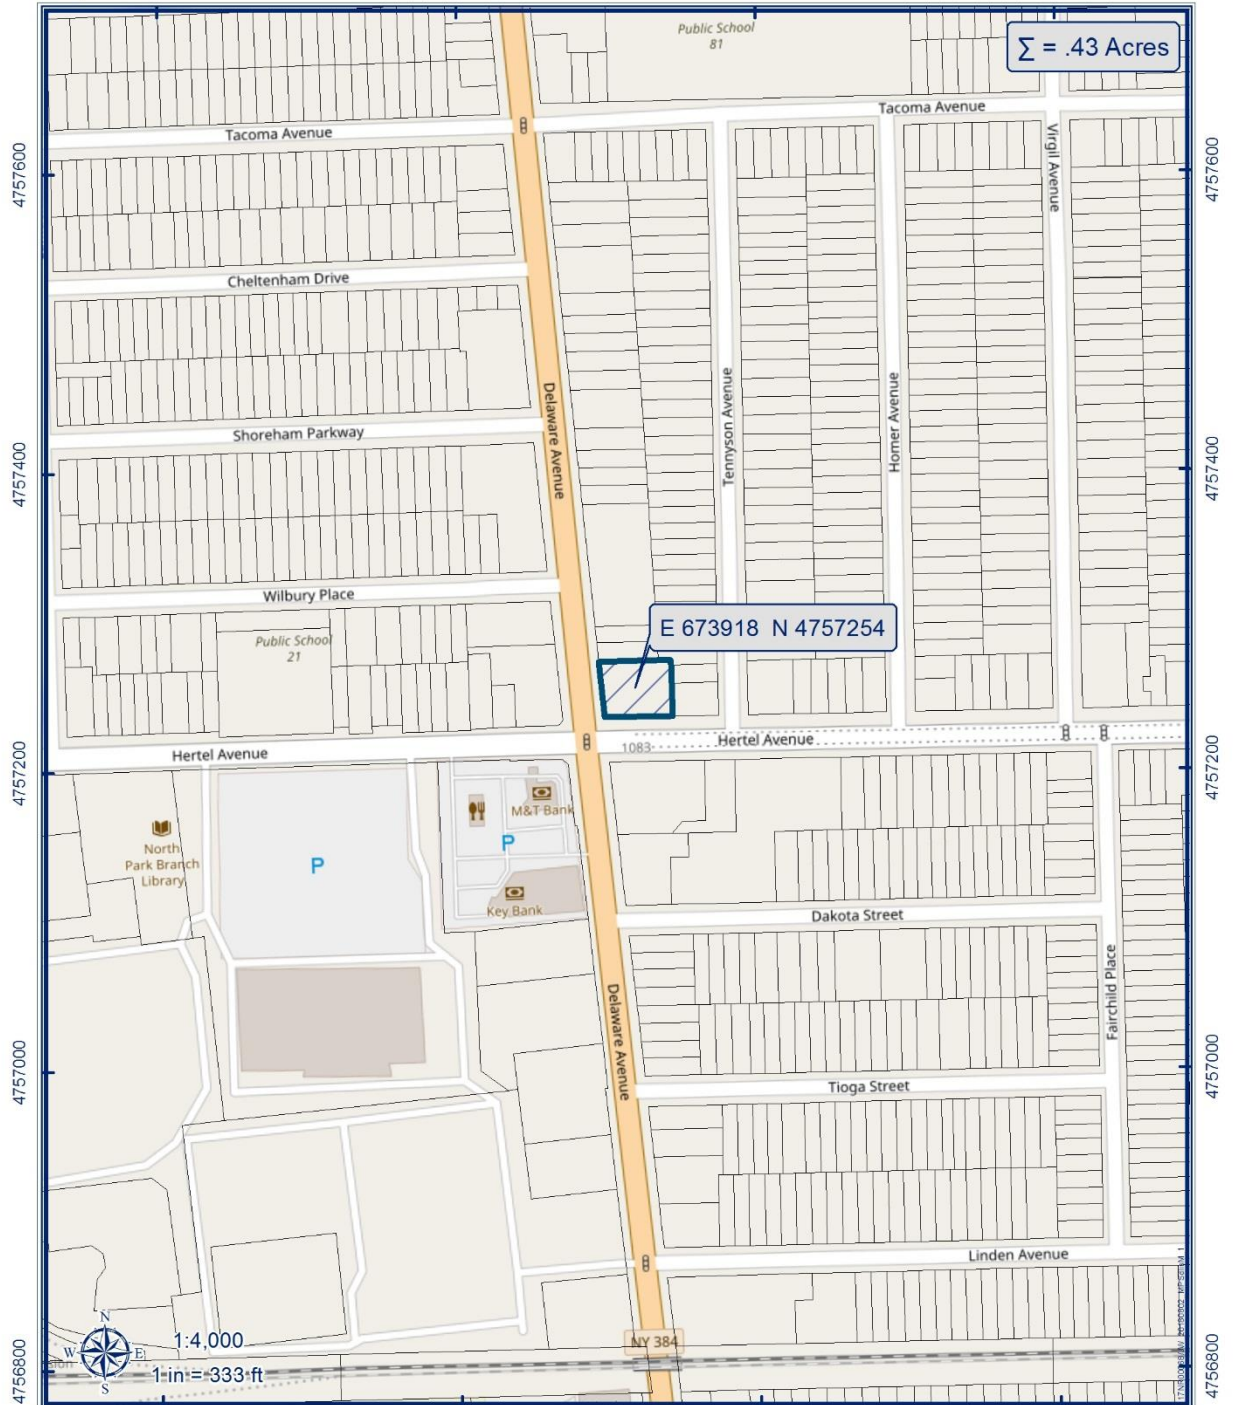 Public School
81
Σ = .43 Acres
Tacoma Avenue
Tacoma Avenue
Virgil Avenue
4757600
4757600
Cheltenham Drive
Delaware Avenue
Tennyson Avenue
Homer Avenue
Shoreham Parkway
4757400
4757400
Wilbury Place
Public School
21
E 673918 N 4757254
Hertel Avenue
1083
Hertel Avenue
4757200
4757200
M&T Bank
P
North
Park Branch
Library
P
Key Bank
Dakota Street
Fairchild Place
Delaware Avenue
4757000
4757000
Tioga Street
Linden Avenue
N
W
E
S
1:4,000
1 in = 333 ft
NY 384
4756800
4756800